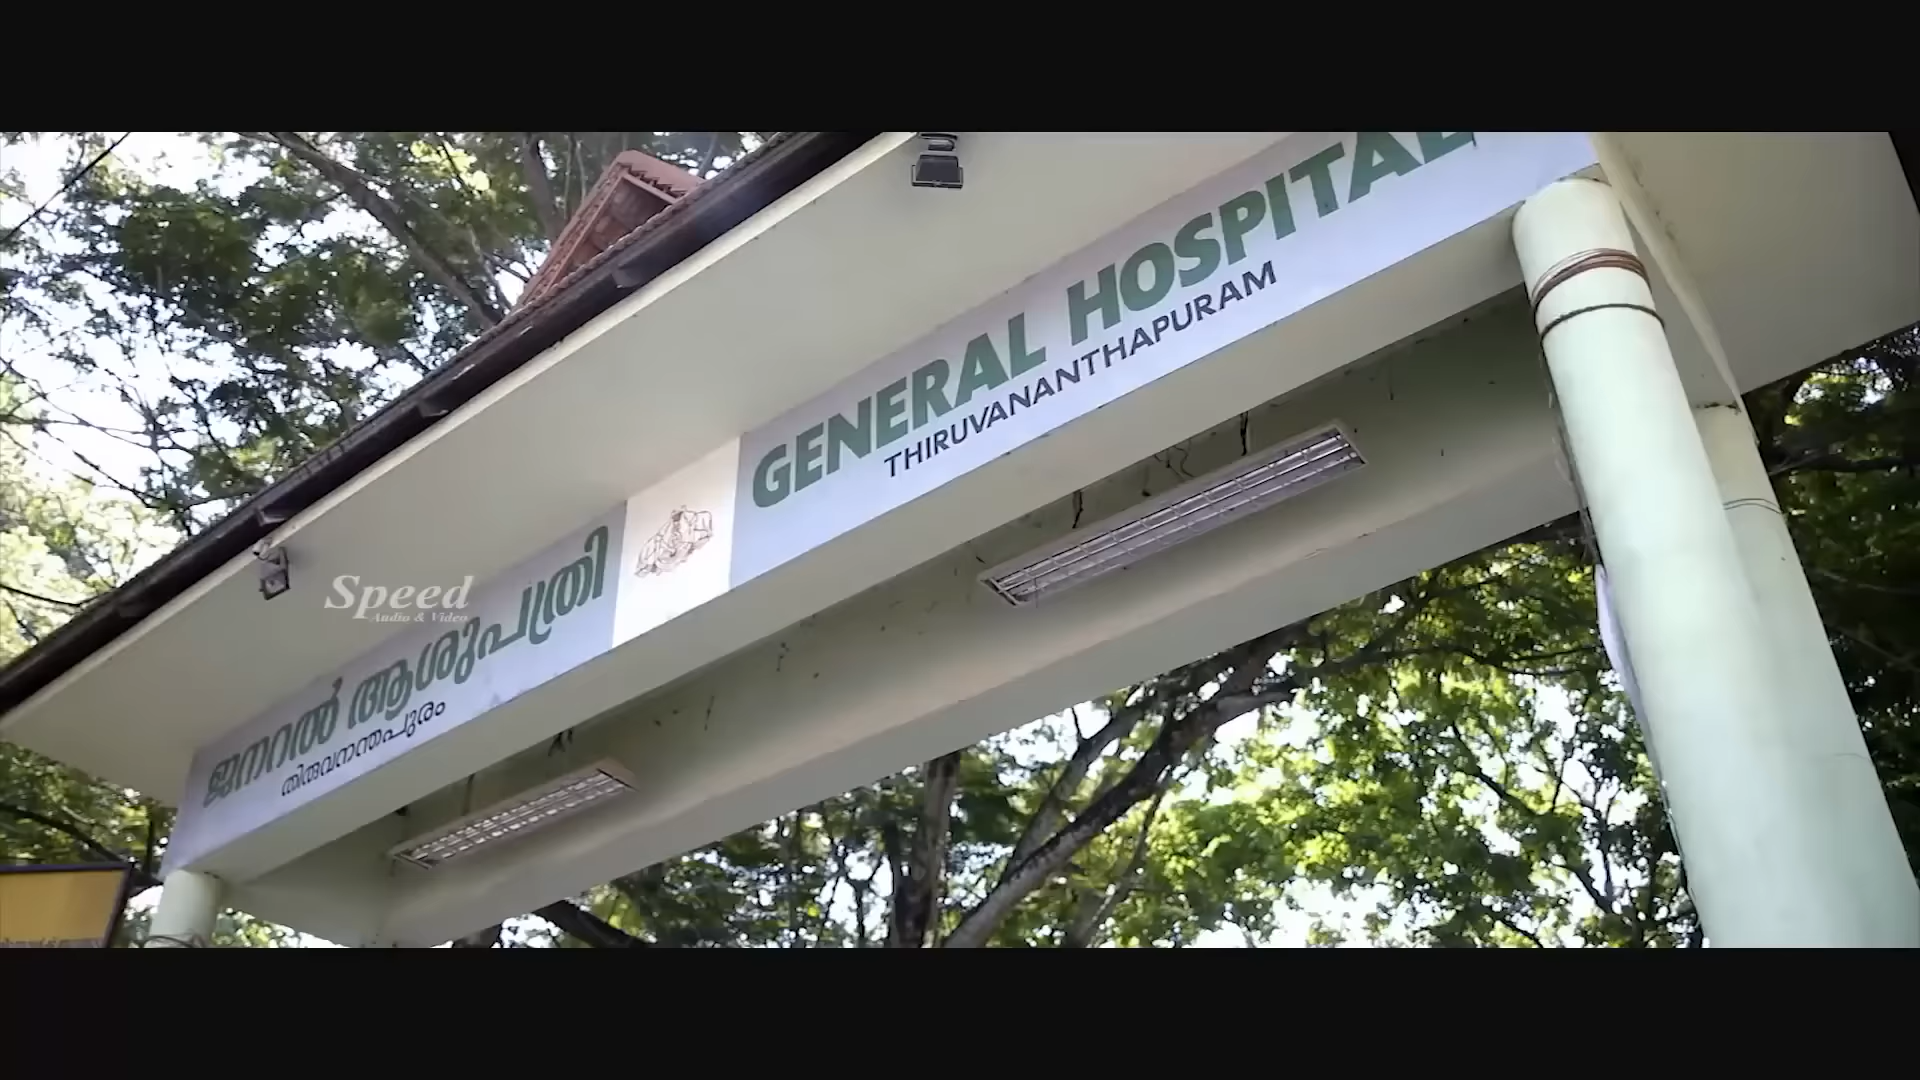 ജനറൽ ആശുപത്രി
തിരുവനന്തപുരം
GENERAL HOSPITAL
THIRUVANANTHAPURAM
Speed
Audio & Video